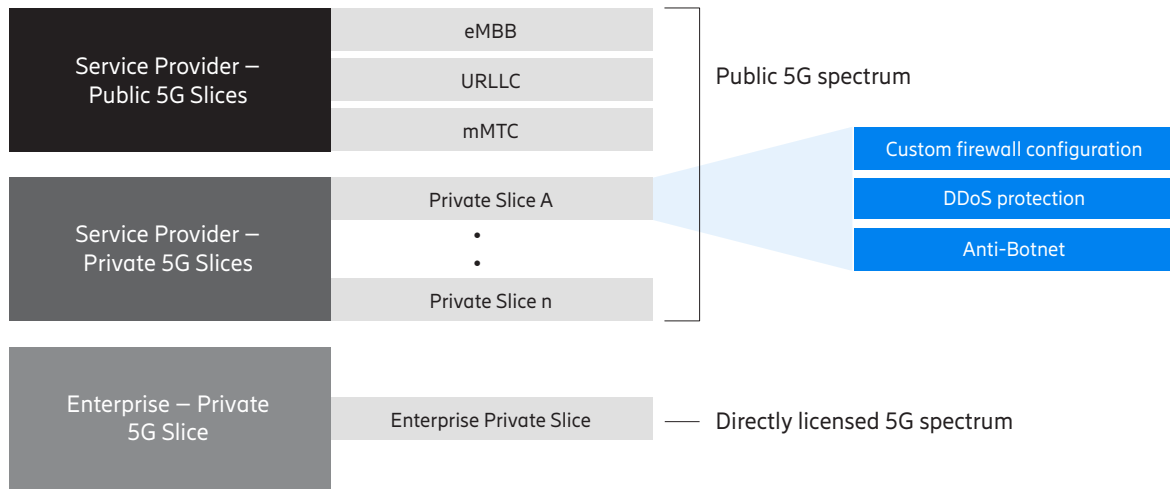 Service Provider —
Public 5G Slices
eMBB
URLLC
mMTC
Public 5G spectrum
Service Provider —
Private 5G Slices
Private Slice A
•
•
Private Slice n
Custom firewall configuration
DDoS protection
Anti-Botnet
Enterprise — Private
5G Slice
Enterprise Private Slice
Directly licensed 5G spectrum